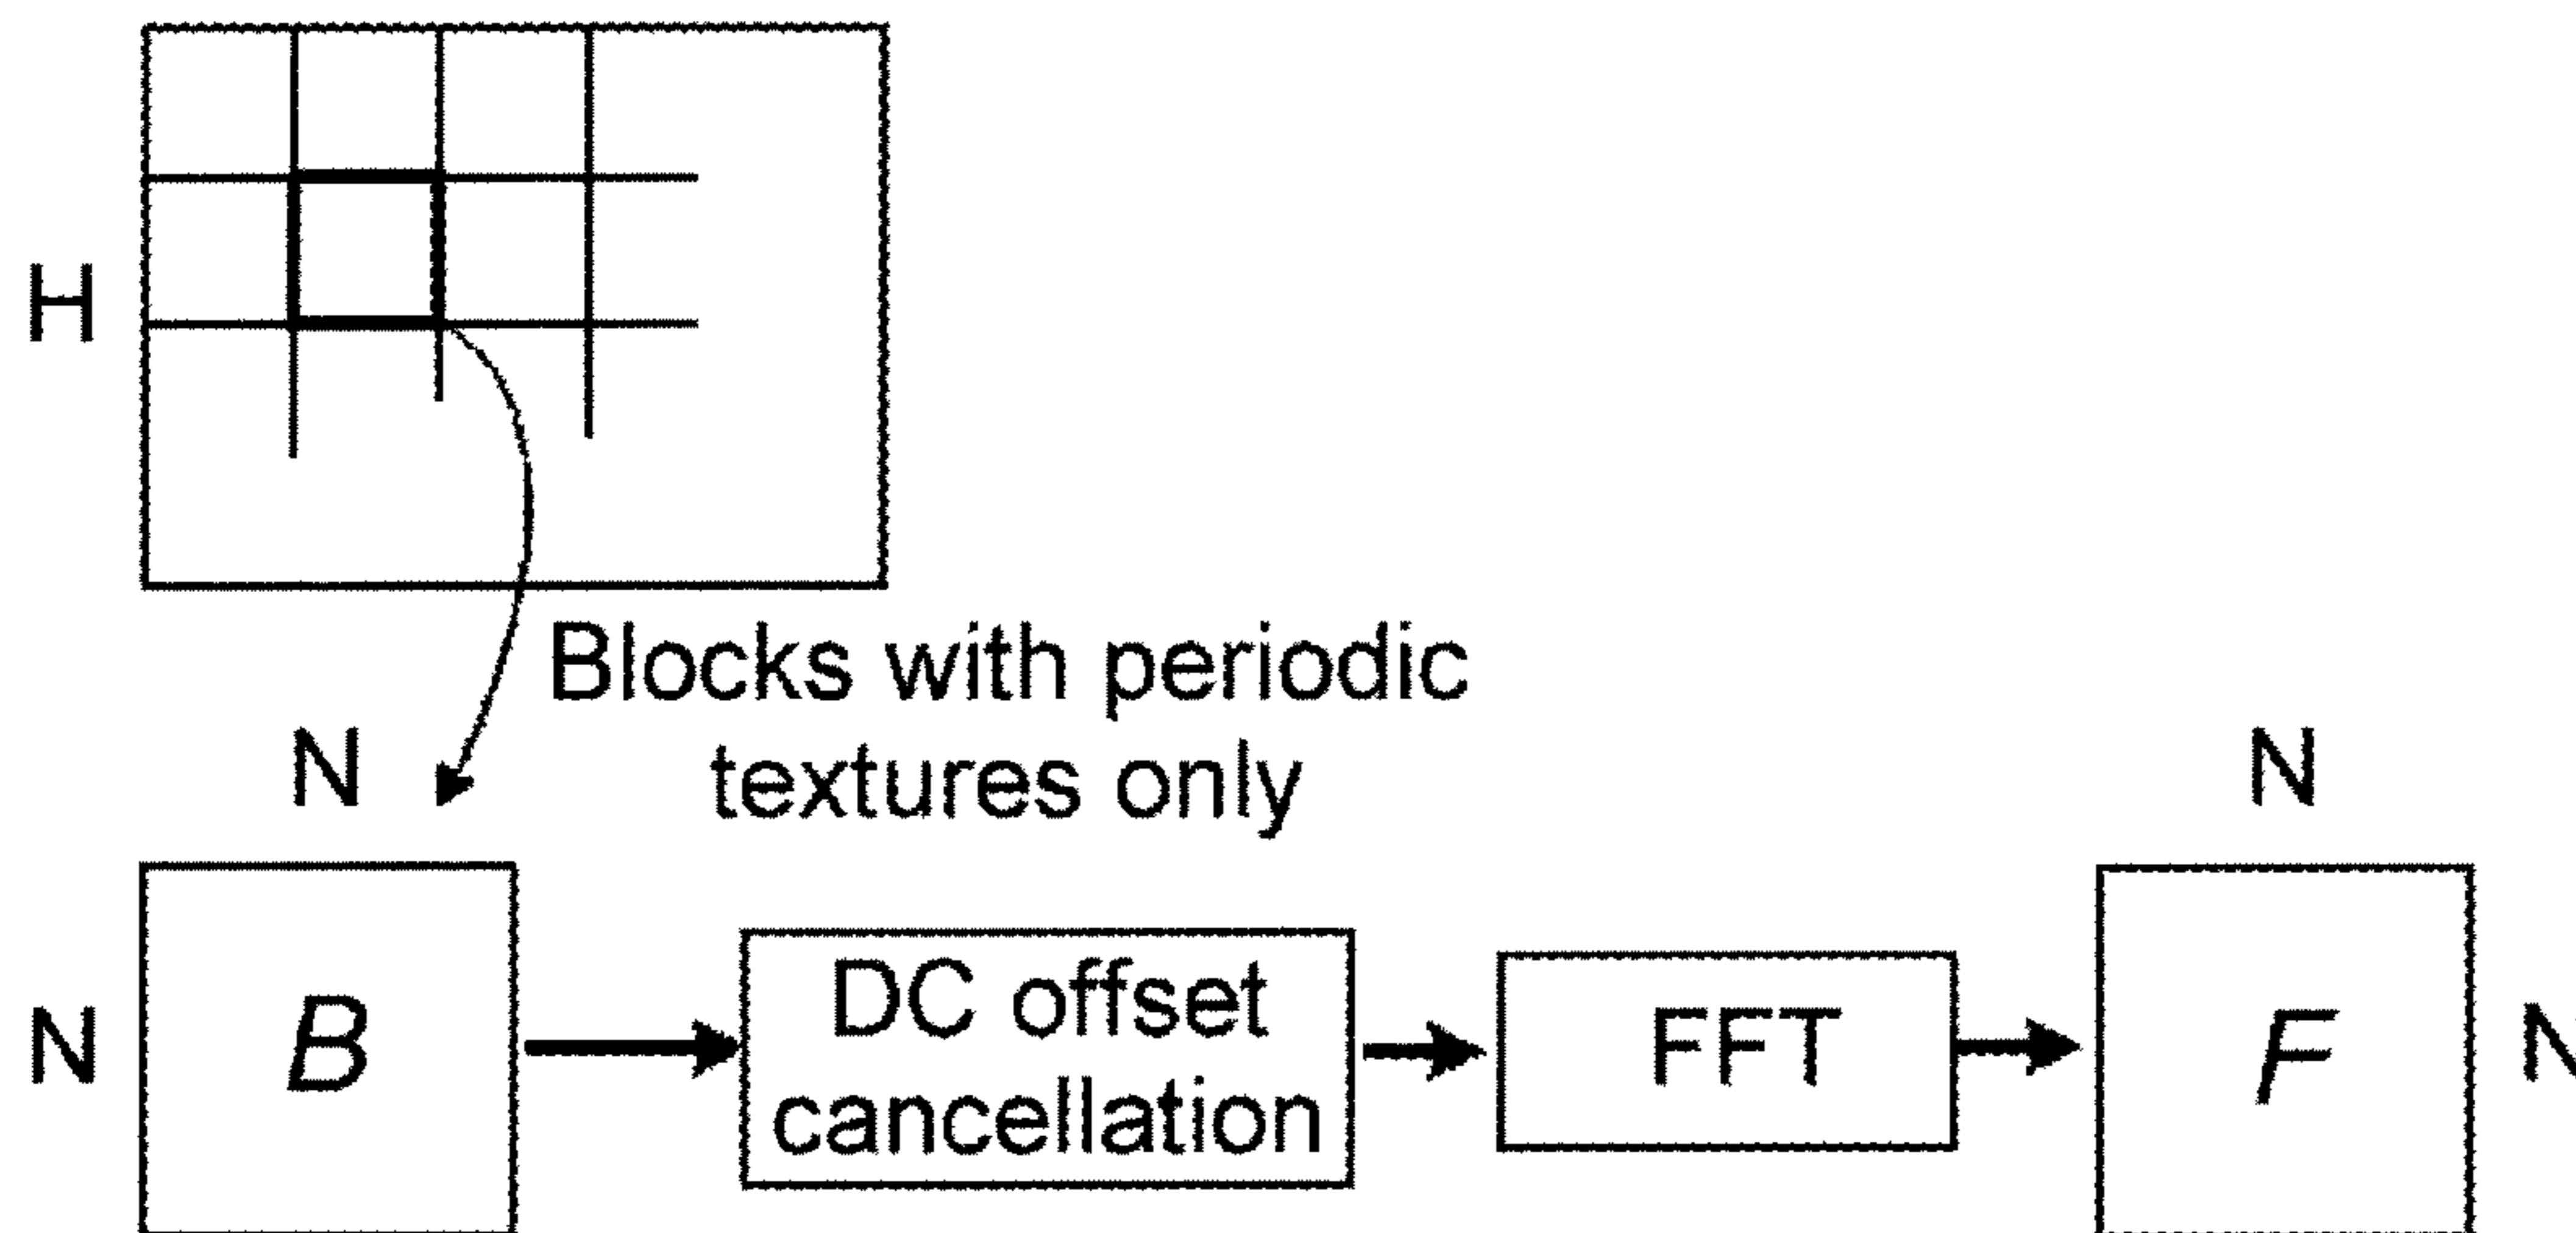 H
Blocks with periodic
textures only
N
N
N
B
DC offset
cancellation
FFT
F
N